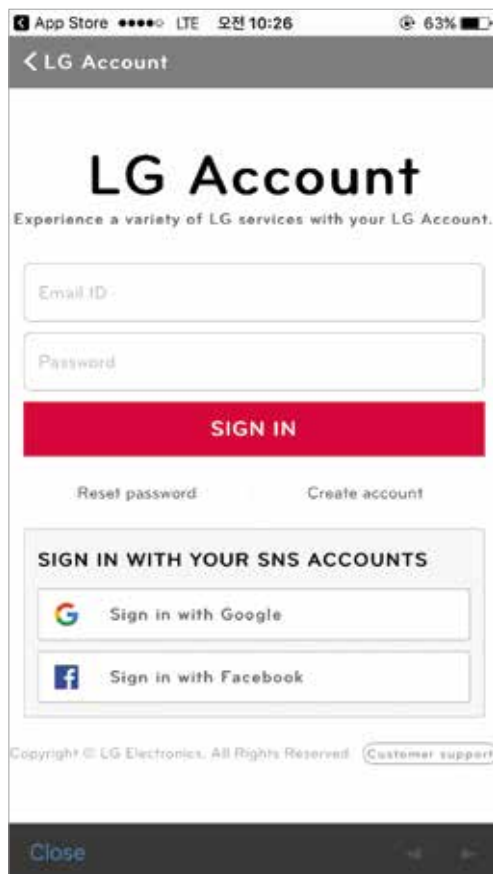 App Store LTE 오전 10:26 63%
LG Account
LG Account
Experience a variety of LG services with your LG Account.
Email ID
Password
SIGN IN
Reset password Create account
SIGN IN WITH YOUR SNS ACCOUNTS
Sign in with Google
Sign in with Facebook
Copyright © LG Electronics. All Rights Reserved Customer support
Close